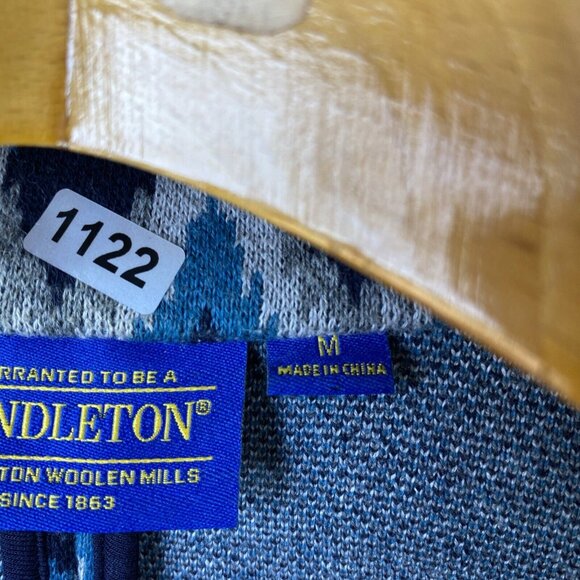 1122
M
MADE IN CHINA
RRANTED TO BE A
NDLETON®
TON WOOLEN MILLS
SINCE 1863